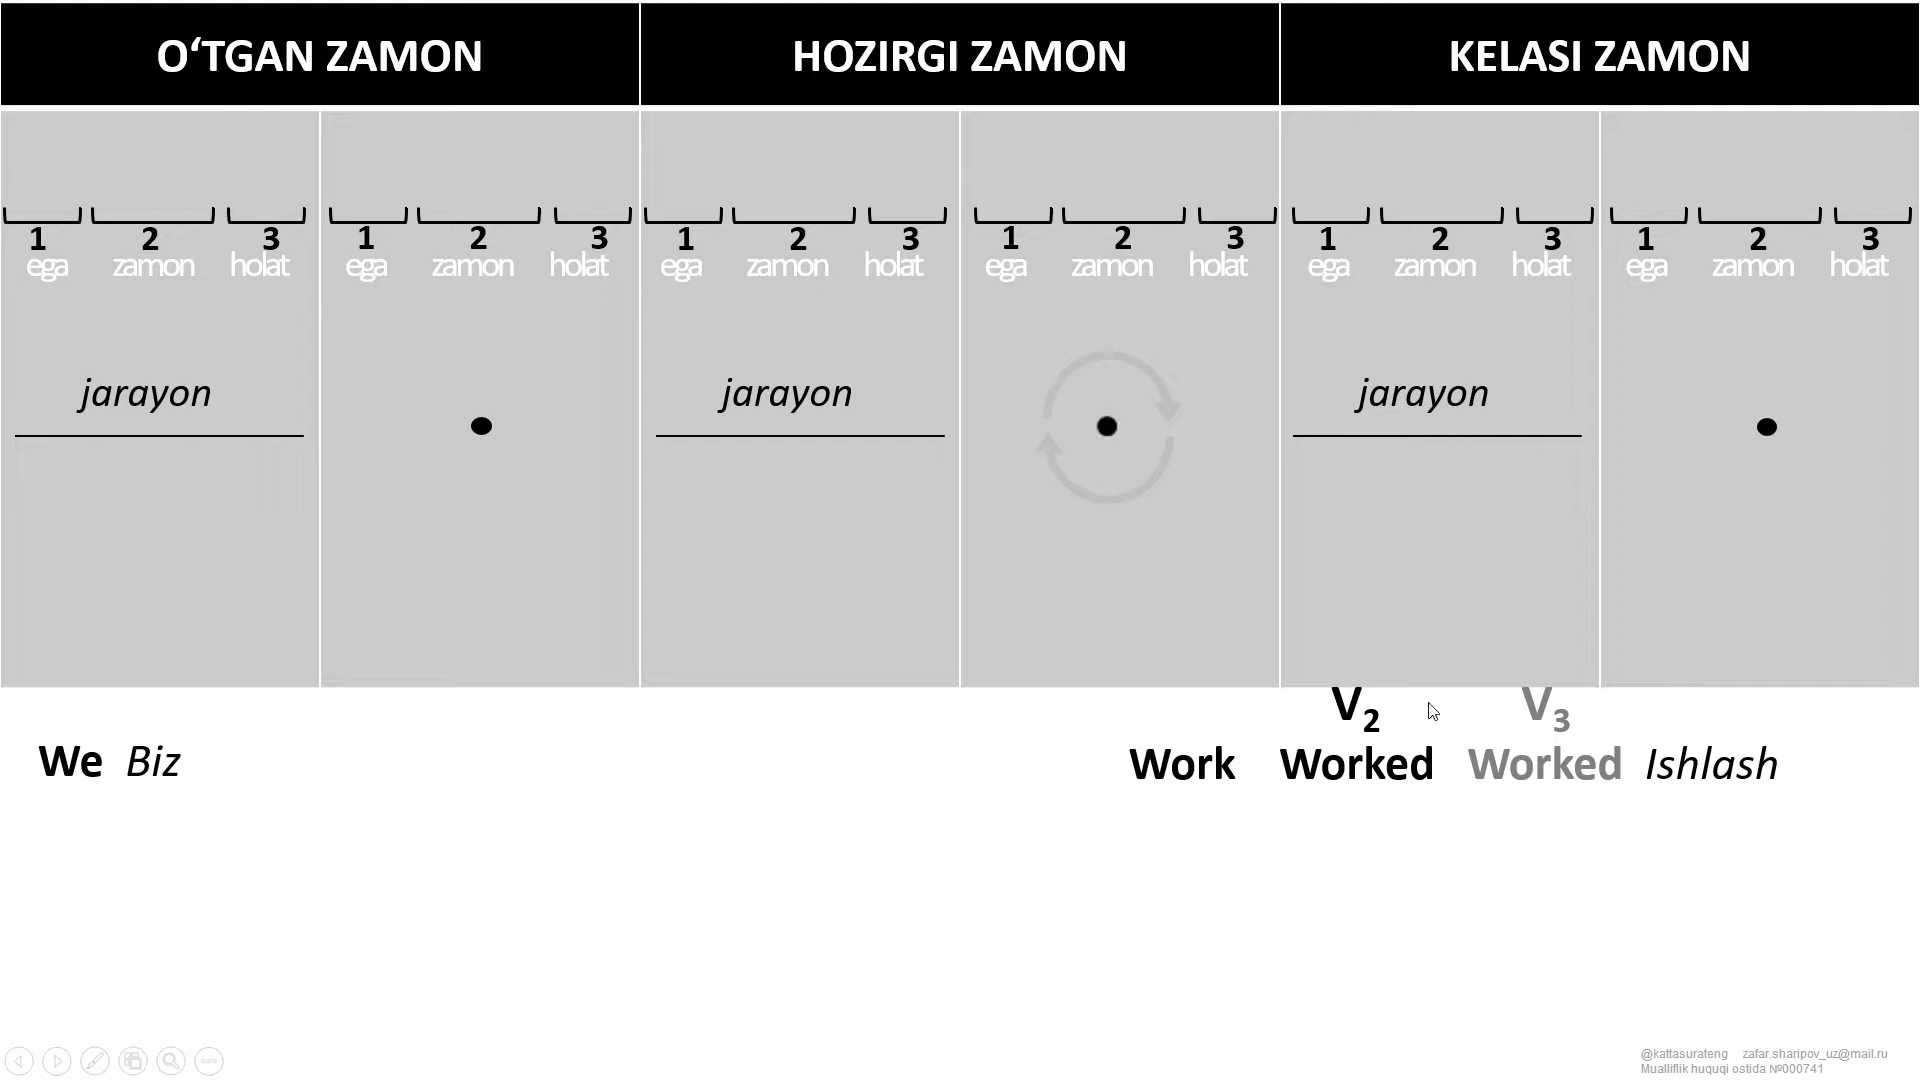 O‘TGAN ZAMON HOZIRGI ZAMON KELASI ZAMON
1 2 3 1 2 3 1 2 3 1 2 3 1 2 3 1 2 3
ega zamon holat ega zamon holat ega zamon holat ega zamon holat ega zamon holat ega zamon holat
jarayon jarayon jarayon
V2 V3
We Biz Work Worked Worked Ishlash
@kattasurateng zafar.sharipov_uz@mail.ru
Mualliflik huquqi ostida №000741